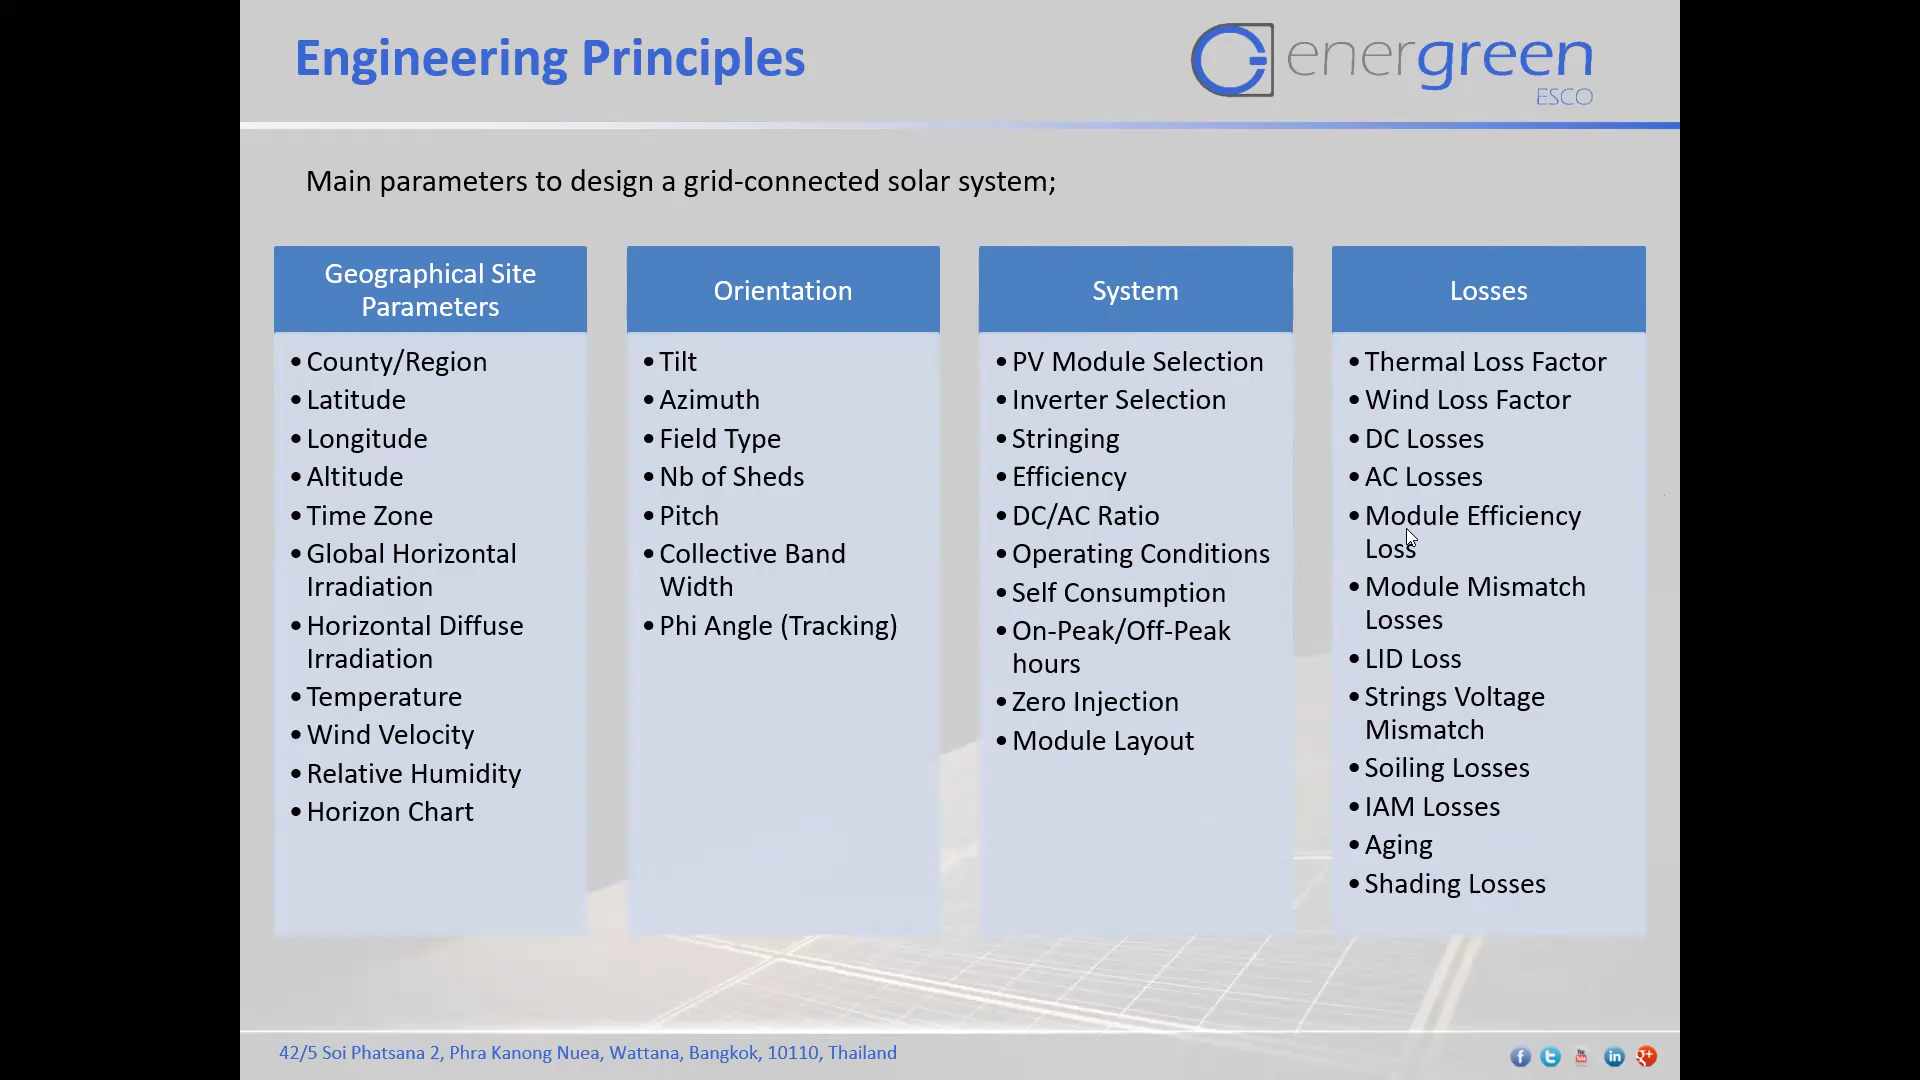 Engineering Principles
energreen
ESCO
Main parameters to design a grid-connected solar system;
Geographical Site
Parameters
• County/Region
• Latitude
• Longitude
• Altitude
• Time Zone
• Global Horizontal
Irradiation
• Horizontal Diffuse
Irradiation
• Temperature
• Wind Velocity
• Relative Humidity
• Horizon Chart
Orientation
• Tilt
• Azimuth
• Field Type
• Nb of Sheds
• Pitch
• Collective Band
Width
• Phi Angle (Tracking)
System
• PV Module Selection
• Inverter Selection
• Stringing
• Efficiency
• DC/AC Ratio
• Operating Conditions
• Self Consumption
• On-Peak/Off-Peak
hours
• Zero Injection
• Module Layout
Losses
• Thermal Loss Factor
• Wind Loss Factor
• DC Losses
• AC Losses
• Module Efficiency
Loss
• Module Mismatch
Losses
• LID Loss
• Strings Voltage
Mismatch
• Soiling Losses
• IAM Losses
• Aging
• Shading Losses
42/5 Soi Phatsana 2, Phra Kanong Nuea, Wattana, Bangkok, 10110, Thailand